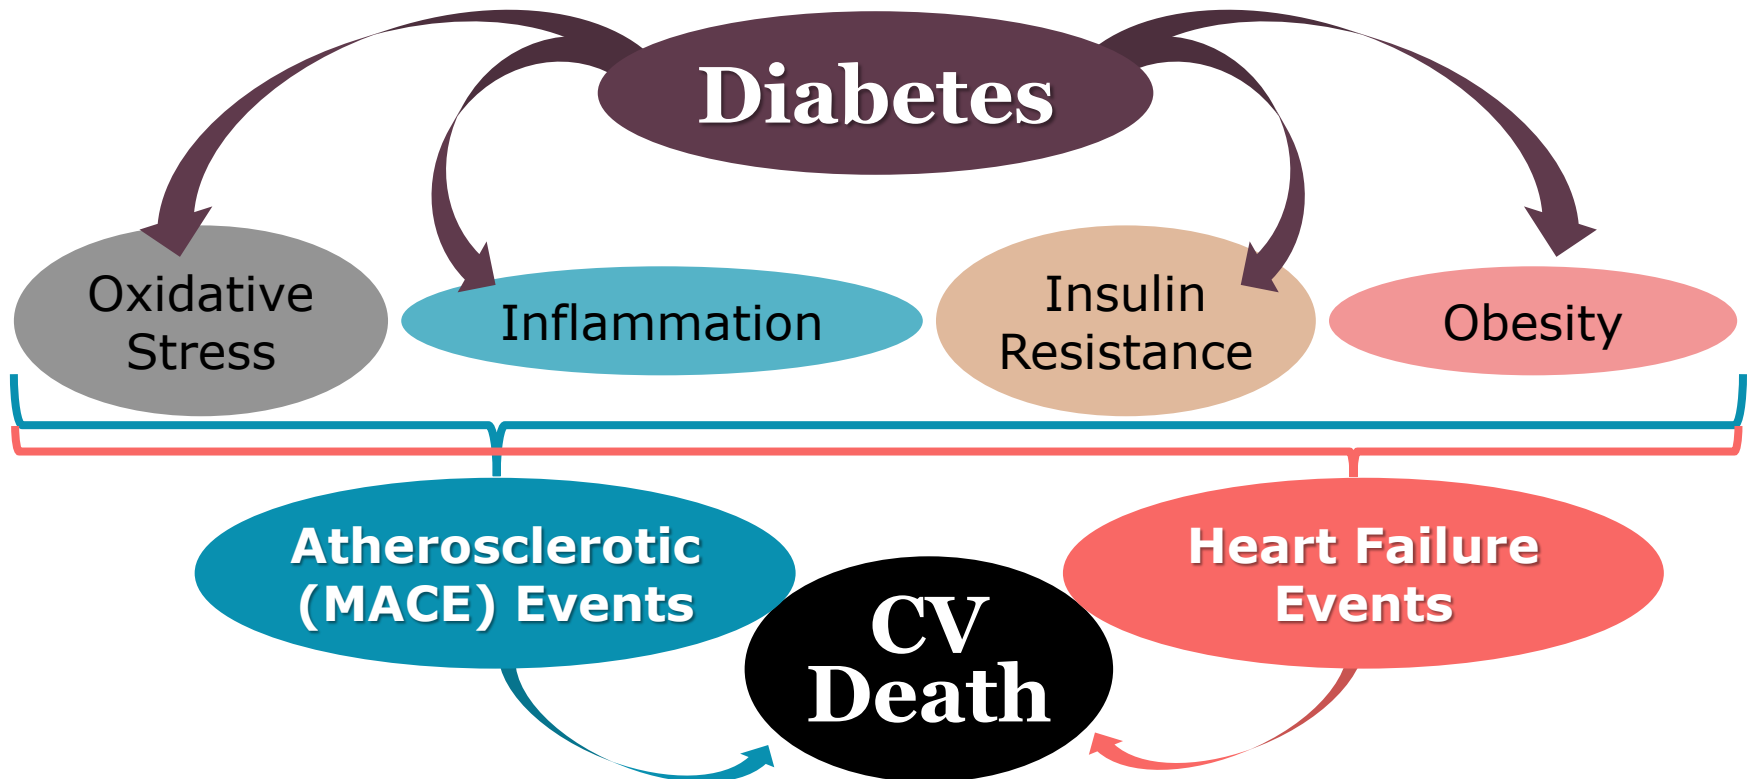 Diabetes
Oxidative
Stress
Inflammation
Insulin
Resistance
Obesity
Atherosclerotic
(MACE) Events
Heart Failure
Events
CV
Death